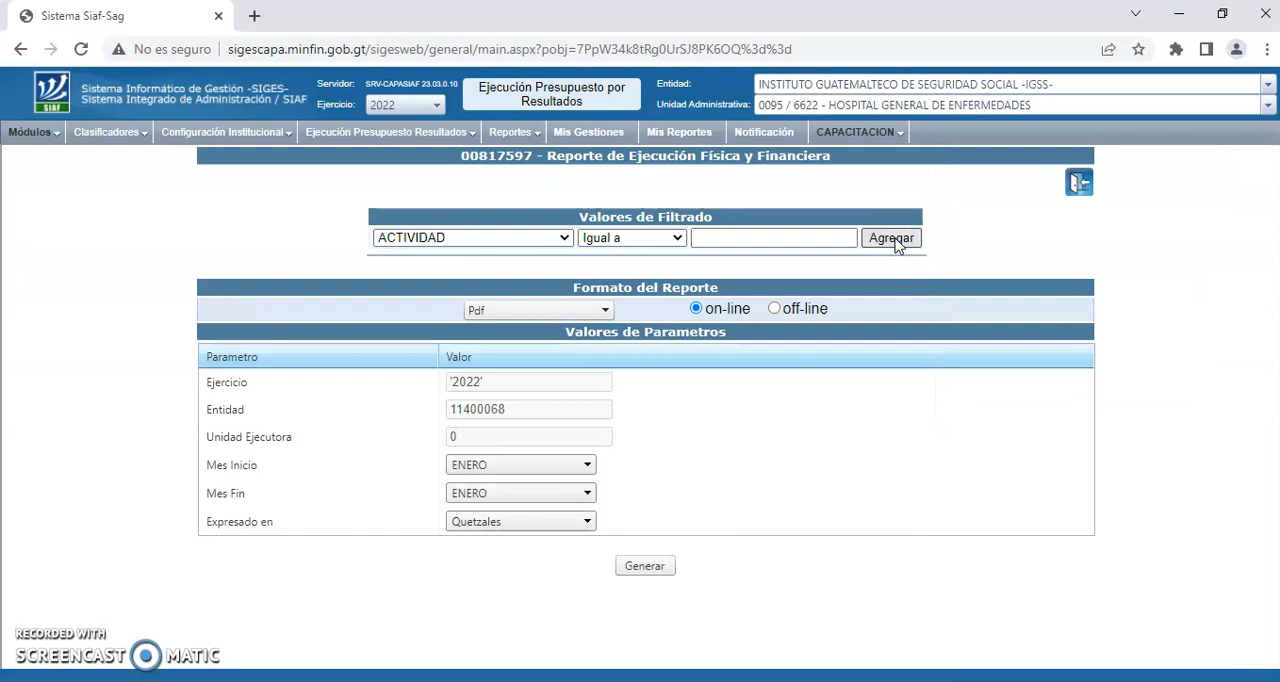 Sistema Siaf-Sag
No es seguro
sigescapa.minfin.gob.gt/sigesweb/general/main.aspx?pobj=7PpW34k8tRg0UrSJ8PK6OQ%3d%3d
SIAF
Sistema Informático de Gestión -SIGES-
Sistema Integrado de Administración / SIAF
Servidor: SRV-CAPASIAF 23.03.0.10
Ejercicio: 2022
Ejecución Presupuesto por Resultados
Entidad: INSTITUTO GUATEMALTECO DE SEGURIDAD SOCIAL -IGSS-
Unidad Administrativa: 0095 / 6622 - HOSPITAL GENERAL DE ENFERMEDADES
Módulos Clasificadores Configuración Institucional Ejecución Presupuesto Resultados Reportes Mis Gestiones Mis Reportes Notificación CAPACITACION
00817597 - Reporte de Ejecución Física y Financiera
Valores de Filtrado
ACTIVIDAD Igual a Agregar
Formato del Reporte
Pdf on-line off-line
Valores de Parametros
Parametro Valor
Ejercicio '2022'
Entidad 11400068
Unidad Ejecutora 0
Mes Inicio ENERO
Mes Fin ENERO
Expresado en Quetzales
Generar
RECORDED WITH
SCREENCAST MATIC